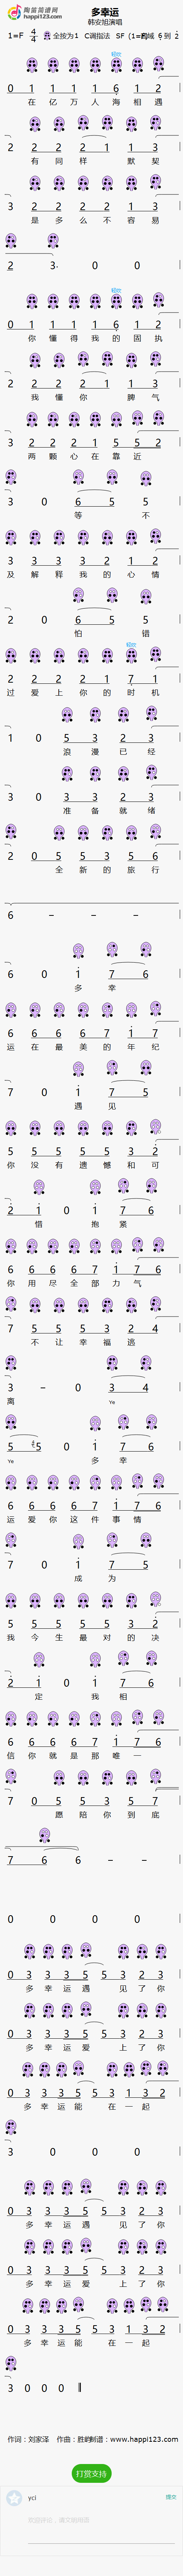 陶笛简谱网
happi123.com
多幸运
韩安旭演唱
1=F 4/4 全按为1 C调指法 SF (1=F)
轻吹
0 1 1 1 1 6 1 2
在 亿 万 人 海 相 遇
2 2 2 2 2 1 3
有 同 样 默 契
3 2 2 2 2 1 3
是 多 么 不 容 易
2 3· 0 0
轻吹
0 1 1 1 1 6 1 2
你 懂 得 我 的 固 执
2 2 2 2 1 1 3
我 懂 你 脾 气
3 2 2 2 1 5 5 2
两 颗 心 在 靠 近
3 0 6 5 5
等 不
3 3 3 3 2 1 2
及 解 释 我 的 心 情
2 0 6 5 5
怕 错
轻吹
2 2 2 2 1 7 1
过 爱 上 你 的 时 机
1 0 5 3 2 3
浪 漫 已 经
3 0 3 3 2 3
准 备 就 绪
2 0 5 5 3 5 6
全 新 的 旅 行
6 – – –
6 0 1 7 6
多 幸
6 6 6 6 7 1 7
运 在 最 美 的 年 纪
7 0 1 7 5
遇 见
5 5 5 5 5 3 2
你 没 有 遗 憾 和 可
2 1 0 1 7 6
惜 抱 紧
6 6 6 6 7 1 7 6
你 用 尽 全 部 力 气
7 5 5 5 3 2 4
不 让 幸 福 逃
3 – 0 3 4
离 Ye
5 5 0 1 7 6
Ye 多 幸
6 6 6 6 7 1 7 6
运 爱 你 这 件 事 情
7 0 1 7 5
成 为
5 5 5 5 5 3 2
我 今 生 最 对 的 决
2 1 0 1 7 6
定 我 相
6 6 6 6 7 1 7 6
信 你 就 是 那 唯 一
7 0 5 5 3 5 7
愿 陪 你 到 底
7 6 6 – –
0 0 0 0
0 3 3 3 5 5 3 2 3
多 幸 运 遇 见 了 你
0 3 3 3 5 5 3 2 3
多 幸 运 爱 上 了 你
0 3 3 3 5 5 3 1 3 2
多 幸 运 能 在 一 起
3 0 0 0
0 3 3 3 5 5 3 2 3
多 幸 运 遇 见 了 你
0 3 3 3 5 5 3 2 3
多 幸 运 爱 上 了 你
0 3 3 3 5 5 3 1 3 2
多 幸 运 能 在 一 起
3 0 0 0
作词：刘家泽 作曲：胜屿 制谱：www.happi123.com
打赏支持
yci
提交